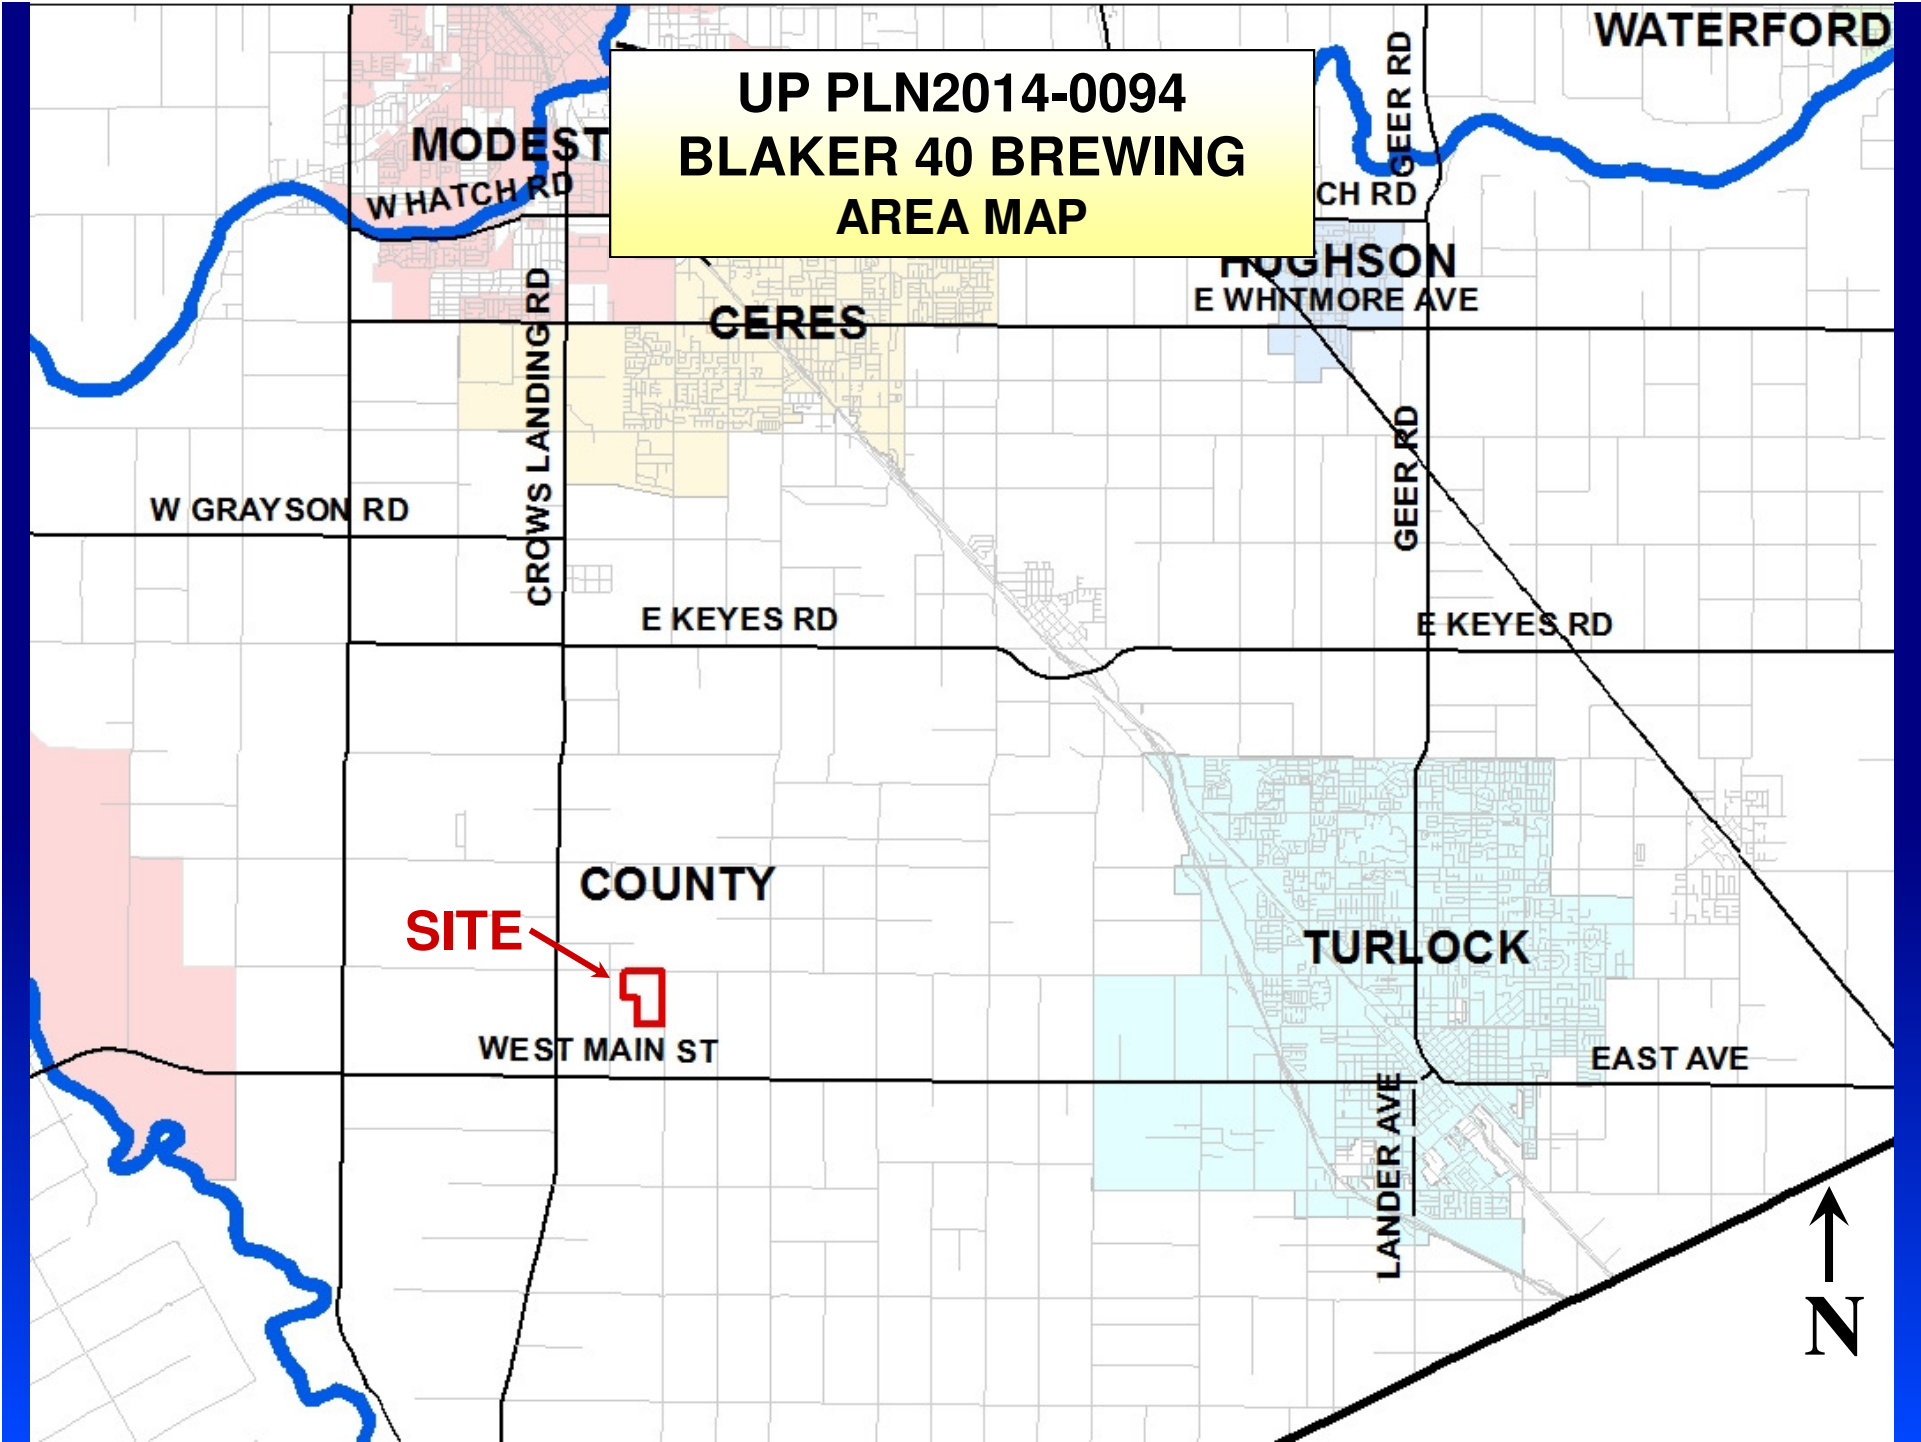 WATERFORD
GEER RD
UP PLN2014-0094
BLAKER 40 BREWING
AREA MAP
MODEST
W HATCH RD
CH RD
HUGHSON
E WHITMORE AVE
CERES
CROWS LANDING RD
GEER RD
W GRAYSON RD
E KEYES RD
E KEYES RD
COUNTY
SITE
TURLOCK
WEST MAIN ST
EAST AVE
LANDER AVE
N